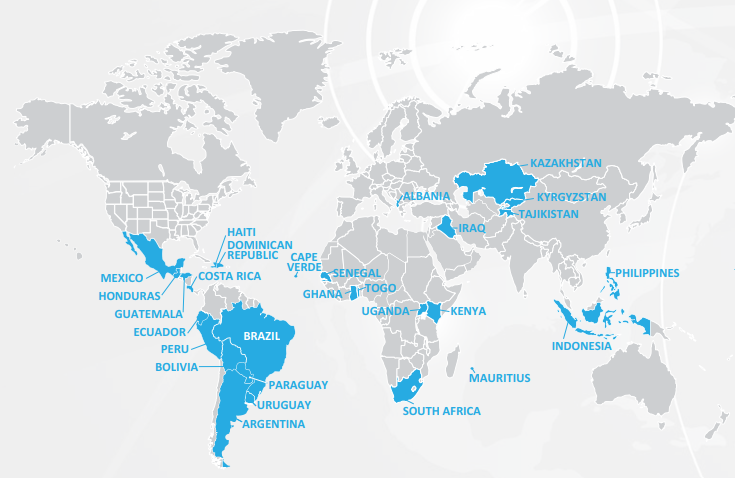 KAZAKHSTAN
ALBANIA
KYRGYZSTAN
TAJIKISTAN
IRAQ
HAITI
DOMINICAN
REPUBLIC
CAPE
VERDE
SENEGAL
PHILIPPINES
MEXICO
COSTA RICA
HONDURAS
GHANA
TOGO
GUATEMALA
UGANDA
KENYA
ECUADOR
BRAZIL
PERU
INDONESIA
BOLIVIA
MAURITIUS
PARAGUAY
URUGUAY
SOUTH AFRICA
ARGENTINA